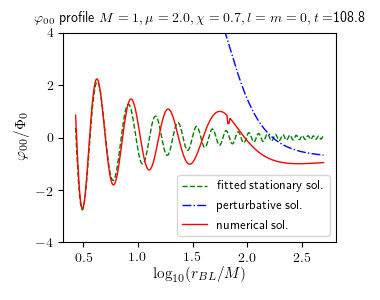 φ₀₀ profile M = 1, μ = 2.0, χ = 0.7, l = m = 0, t =108.8
φ₀₀/Φ₀
4
2
0
−2
−4
fitted stationary sol.
perturbative sol.
numerical sol.
0.5 1.0 1.5 2.0 2.5
log₁₀(r_BL/M)